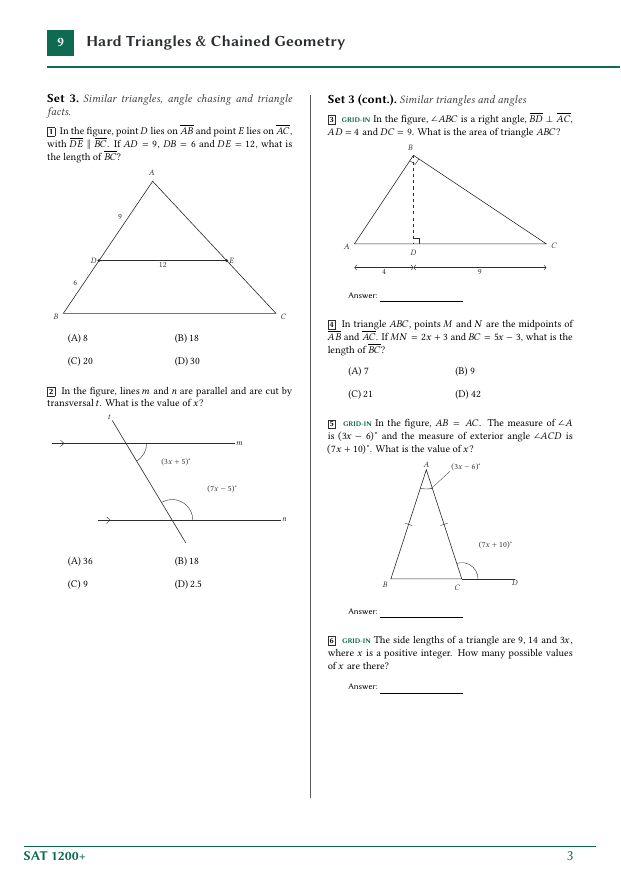 9 Hard Triangles & Chained Geometry
Set 3. Similar triangles, angle chasing and triangle
facts.
1 In the figure, point D lies on AB and point E lies on AC,
with DE ∥ BC. If AD = 9, DB = 6 and DE = 12, what is
the length of BC?
A
9
D
12
E
6
B
C
(A) 8 (B) 18
(C) 20 (D) 30
2 In the figure, lines m and n are parallel and are cut by
transversal t. What is the value of x?
t
m
(3x + 5)°
(7x − 5)°
n
(A) 36 (B) 18
(C) 9 (D) 2.5
Set 3 (cont.). Similar triangles and angles
3 GRID-IN In the figure, ∠ABC is a right angle, BD ⊥ AC,
AD = 4 and DC = 9. What is the area of triangle ABC?
B
A
D
C
4
9
Answer:
4 In triangle ABC, points M and N are the midpoints of
AB and AC. If MN = 2x + 3 and BC = 5x − 3, what is the
length of BC?
(A) 7 (B) 9
(C) 21 (D) 42
5 GRID-IN In the figure, AB = AC. The measure of ∠A
is (3x − 6)° and the measure of exterior angle ∠ACD is
(7x + 10)°. What is the value of x?
A
(3x − 6)°
(7x + 10)°
B
C
D
Answer:
6 GRID-IN The side lengths of a triangle are 9, 14 and 3x,
where x is a positive integer. How many possible values
of x are there?
Answer:
SAT 1200+
3